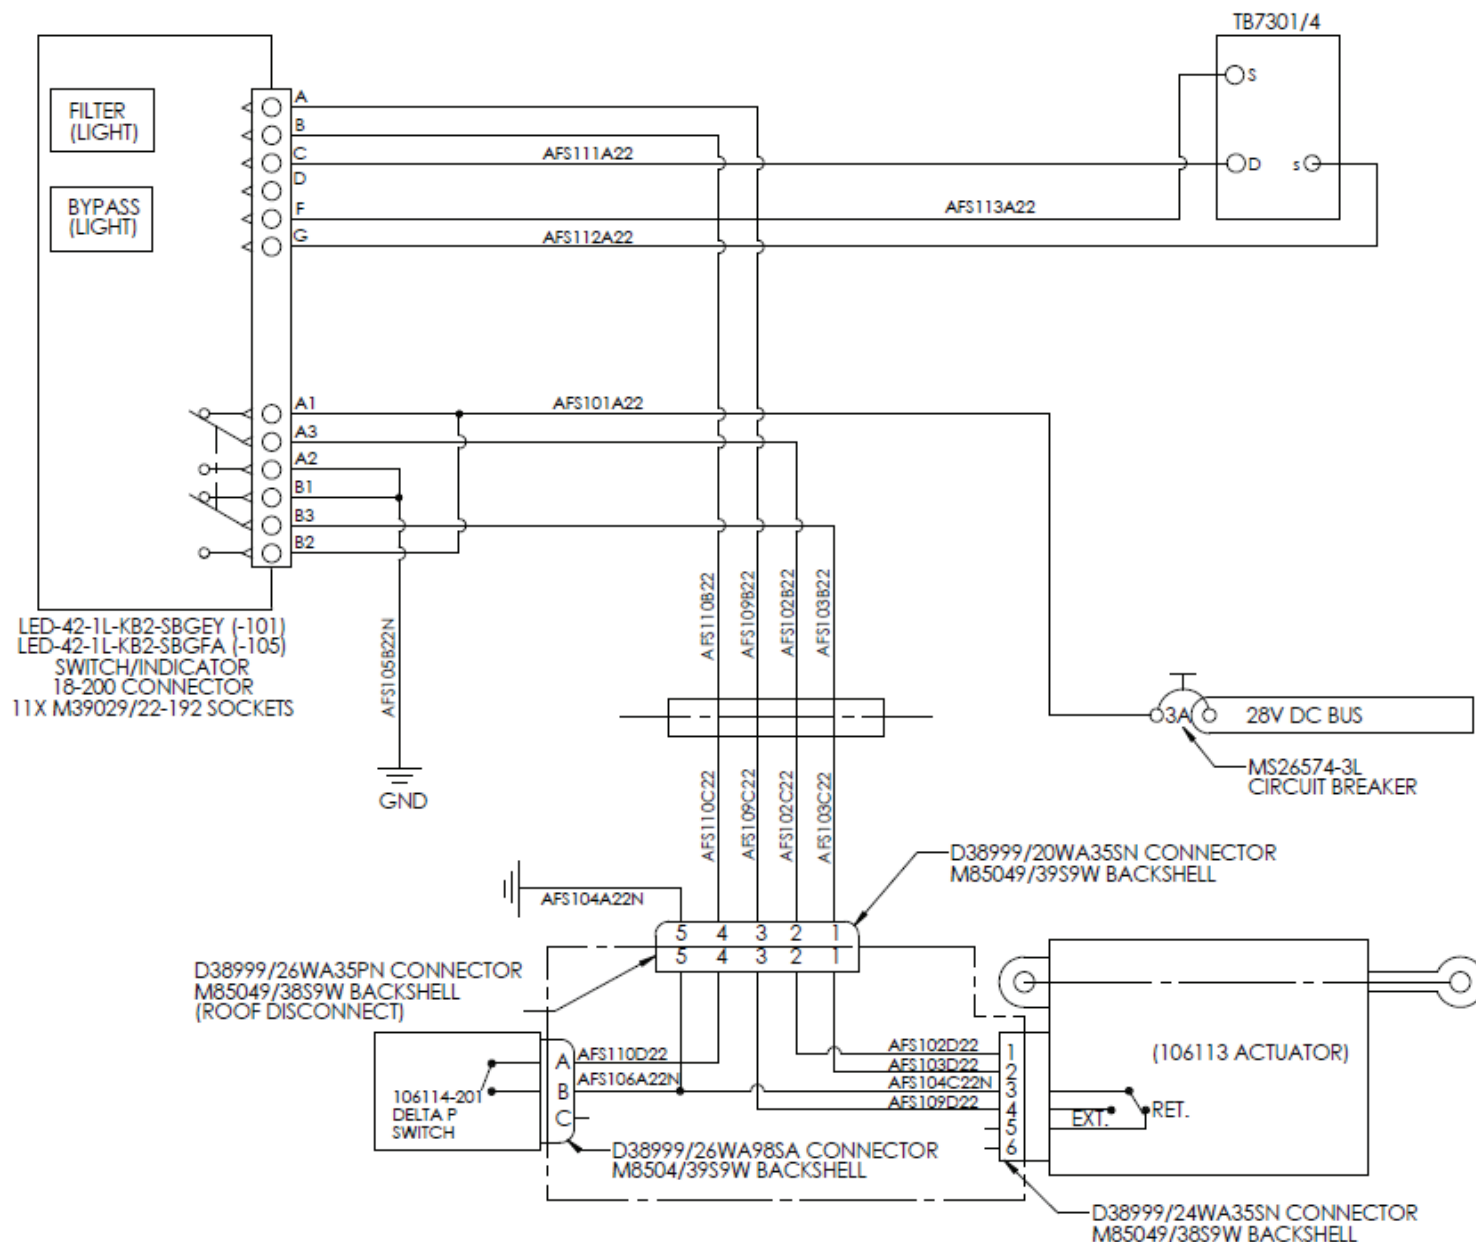 TB7301/4
S
D
S
FILTER
(LIGHT)
BYPASS
(LIGHT)
A
B
C
D
F
G
AFS111A22
AFS113A22
AFS112A22
A1
A3
A2
B1
B3
B2
AFS101A22
LED-42-1L-KB2-SBGEY (-101)
LED-42-1L-KB2-SBGFA (-105)
SWITCH/INDICATOR
18-200 CONNECTOR
11X M39029/22-192 SOCKETS
AFS105B22N
GND
AFS110B22
AFS109B22
AFS102B22
AFS103B22
3A
28V DC BUS
MS26574-3L
CIRCUIT BREAKER
AFS110C22
AFS109C22
AFS102C22
AFS103C22
D38999/20WA35SN CONNECTOR
M85049/39S9W BACKSHELL
AFS104A22N
5 4 3 2 1
5 4 3 2 1
D38999/26WA35PN CONNECTOR
M85049/38S9W BACKSHELL
(ROOF DISCONNECT)
106114-201
DELTA P
SWITCH
A
B
C
AFS110D22
AFS106A22N
AFS102D22
AFS103D22
AFS104C22N
AFS109D22
1
2
3
4
5
6
EXT.
RET.
(106113 ACTUATOR)
D38999/26WA98SA CONNECTOR
M8504/39S9W BACKSHELL
D38999/24WA35SN CONNECTOR
M85049/38S9W BACKSHELL